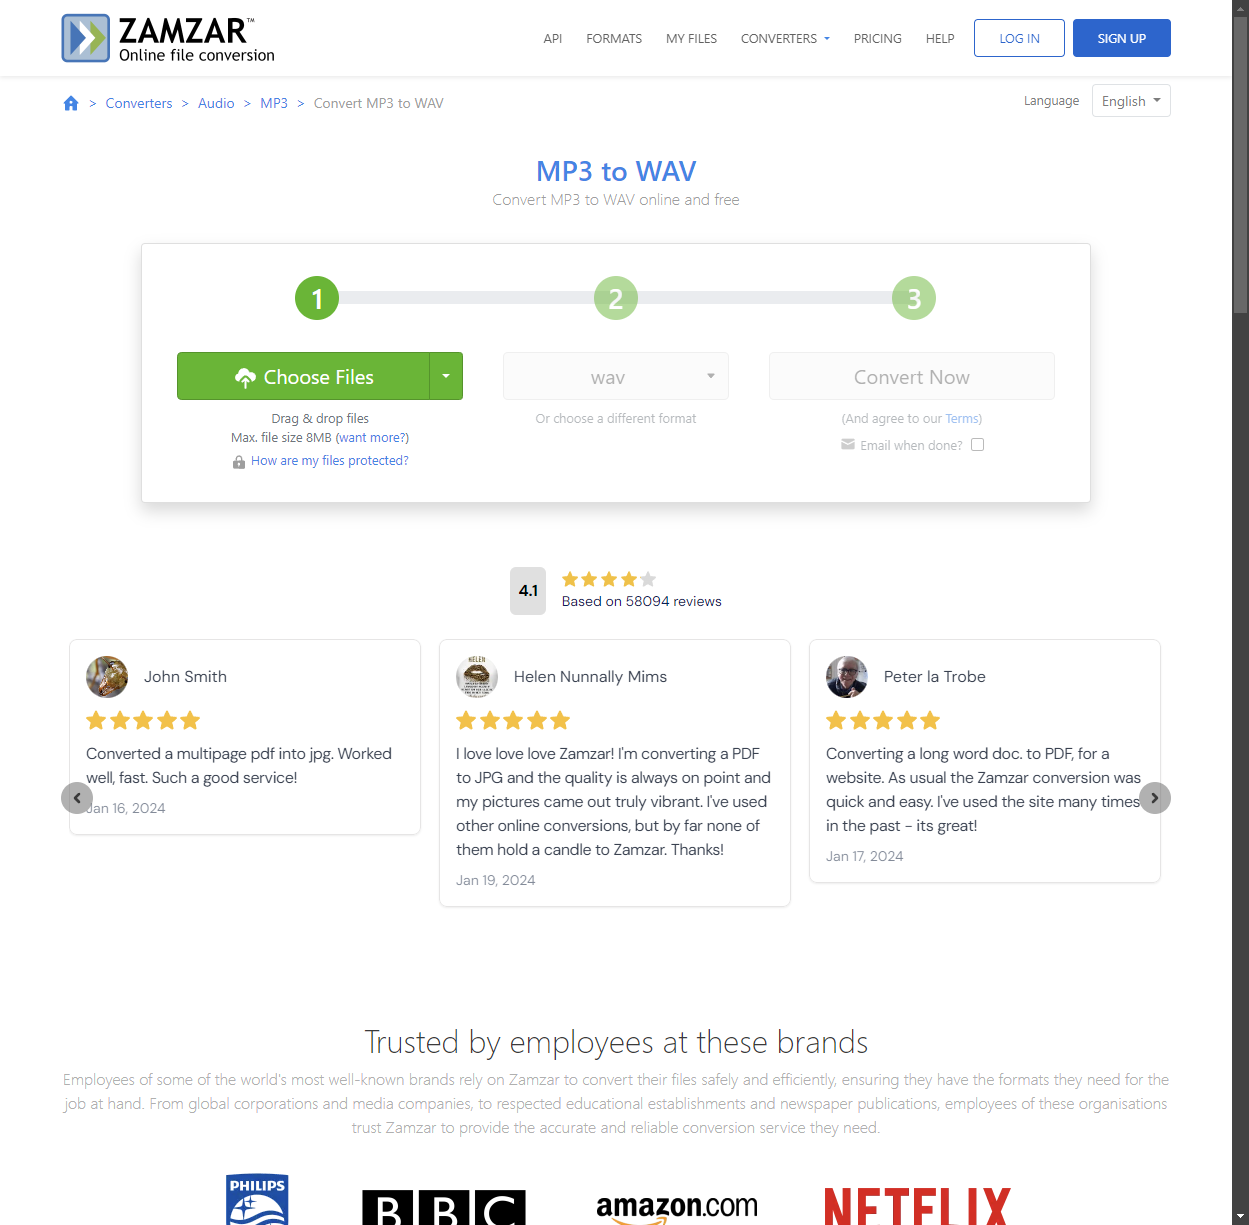 ZAMZAR™
Online file conversion
API FORMATS MY FILES CONVERTERS PRICING HELP LOG IN SIGN UP
> Converters > Audio > MP3 > Convert MP3 to WAV
Language English
MP3 to WAV
Convert MP3 to WAV online and free
1 2 3
Choose Files
Drag & drop files
Max. file size 8MB (want more?)
How are my files protected?
wav
Or choose a different format
Convert Now
(And agree to our Terms)
Email when done?
4.1
Based on 58094 reviews
John Smith
Converted a multipage pdf into jpg. Worked
well, fast. Such a good service!
Jan 16, 2024
HELEN
Helen Nunnally Mims
I love love love Zamzar! I'm converting a PDF
to JPG and the quality is always on point and
my pictures came out truly vibrant. I've used
other online conversions, but by far none of
them hold a candle to Zamzar. Thanks!
Jan 19, 2024
Peter la Trobe
Converting a long word doc. to PDF, for a
website. As usual the Zamzar conversion was
quick and easy. I've used the site many times
in the past - its great!
Jan 17, 2024
Trusted by employees at these brands
Employees of some of the world's most well-known brands rely on Zamzar to convert their files safely and efficiently, ensuring they have the formats they need for the
job at hand. From global corporations and media companies, to respected educational establishments and newspaper publications, employees of these organisations
trust Zamzar to provide the accurate and reliable conversion service they need.
PHILIPS
BBC
amazon.com
NETFLIX